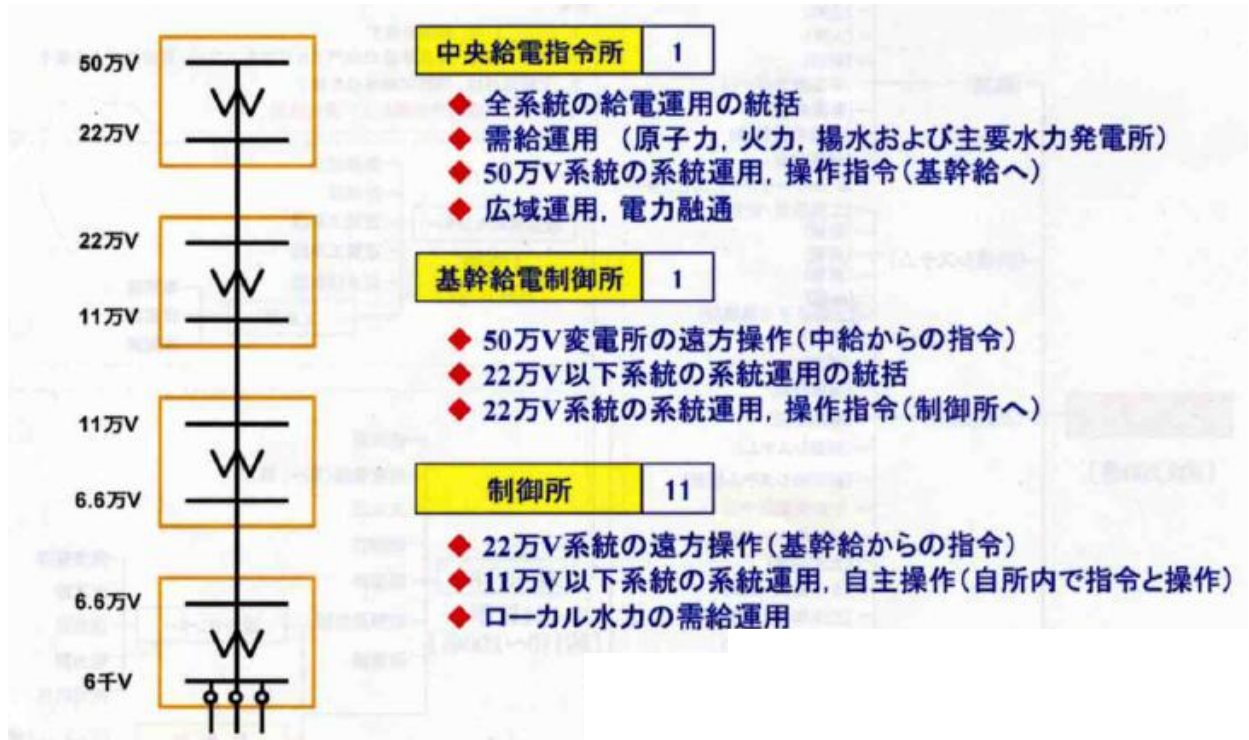 50万V
22万V
22万V
11万V
11万V
6.6万V
6.6万V
6千V
中央給電指令所 1
◆ 全系統の給電運用の統括
◆ 需給運用 (原子力, 火力, 揚水および主要水力発電所)
◆ 50万V系統の系統運用, 操作指令(基幹給へ)
◆ 広域運用, 電力融通
基幹給電制御所 1
◆ 50万V変電所の遠方操作(中給からの指令)
◆ 22万V以下系統の系統運用の統括
◆ 22万V系統の系統運用, 操作指令(制御所へ)
制御所 11
◆ 22万V系統の遠方操作(基幹給からの指令)
◆ 11万V以下系統の系統運用, 自主操作(自所内で指令と操作)
◆ ローカル水力の需給運用